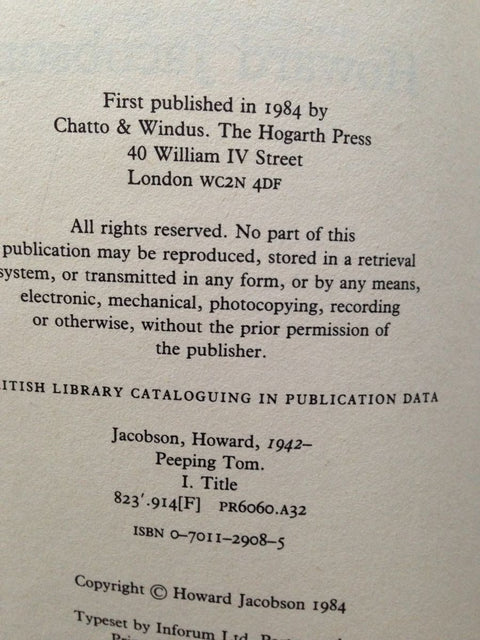 First published in 1984 by
Chatto & Windus. The Hogarth Press
40 William IV Street
London WC2N 4DF
All rights reserved. No part of this
publication may be reproduced, stored in a retrieval
system, or transmitted in any form, or by any means,
electronic, mechanical, photocopying, recording
or otherwise, without the prior permission of
the publisher.
ITISH LIBRARY CATALOGUING IN PUBLICATION DATA
Jacobson, Howard, 1942–
Peeping Tom.
I. Title
823'.914[F] PR6060.A32
ISBN 0–7011–2908–5
Copyright © Howard Jacobson 1984
Typeset by Inforum Ltd,